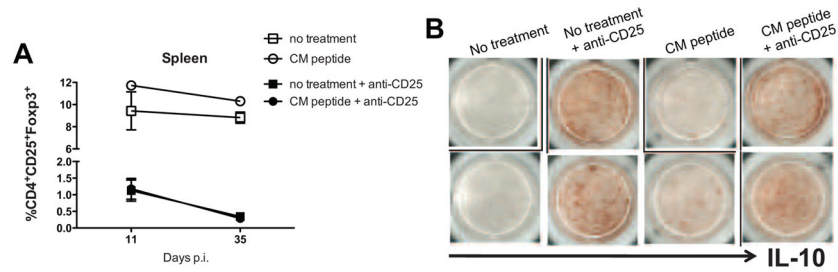 A
Spleen
no treatment
CM peptide
no treatment + anti-CD25
CM peptide + anti-CD25
%CD4+CD25+Foxp3+
12
10
8
6
2.0
1.5
1.0
0.5
0.0
11
35
Days p.i.
B
No treatment
No treatment
+ anti-CD25
CM peptide
CM peptide
+ anti-CD25
IL-10